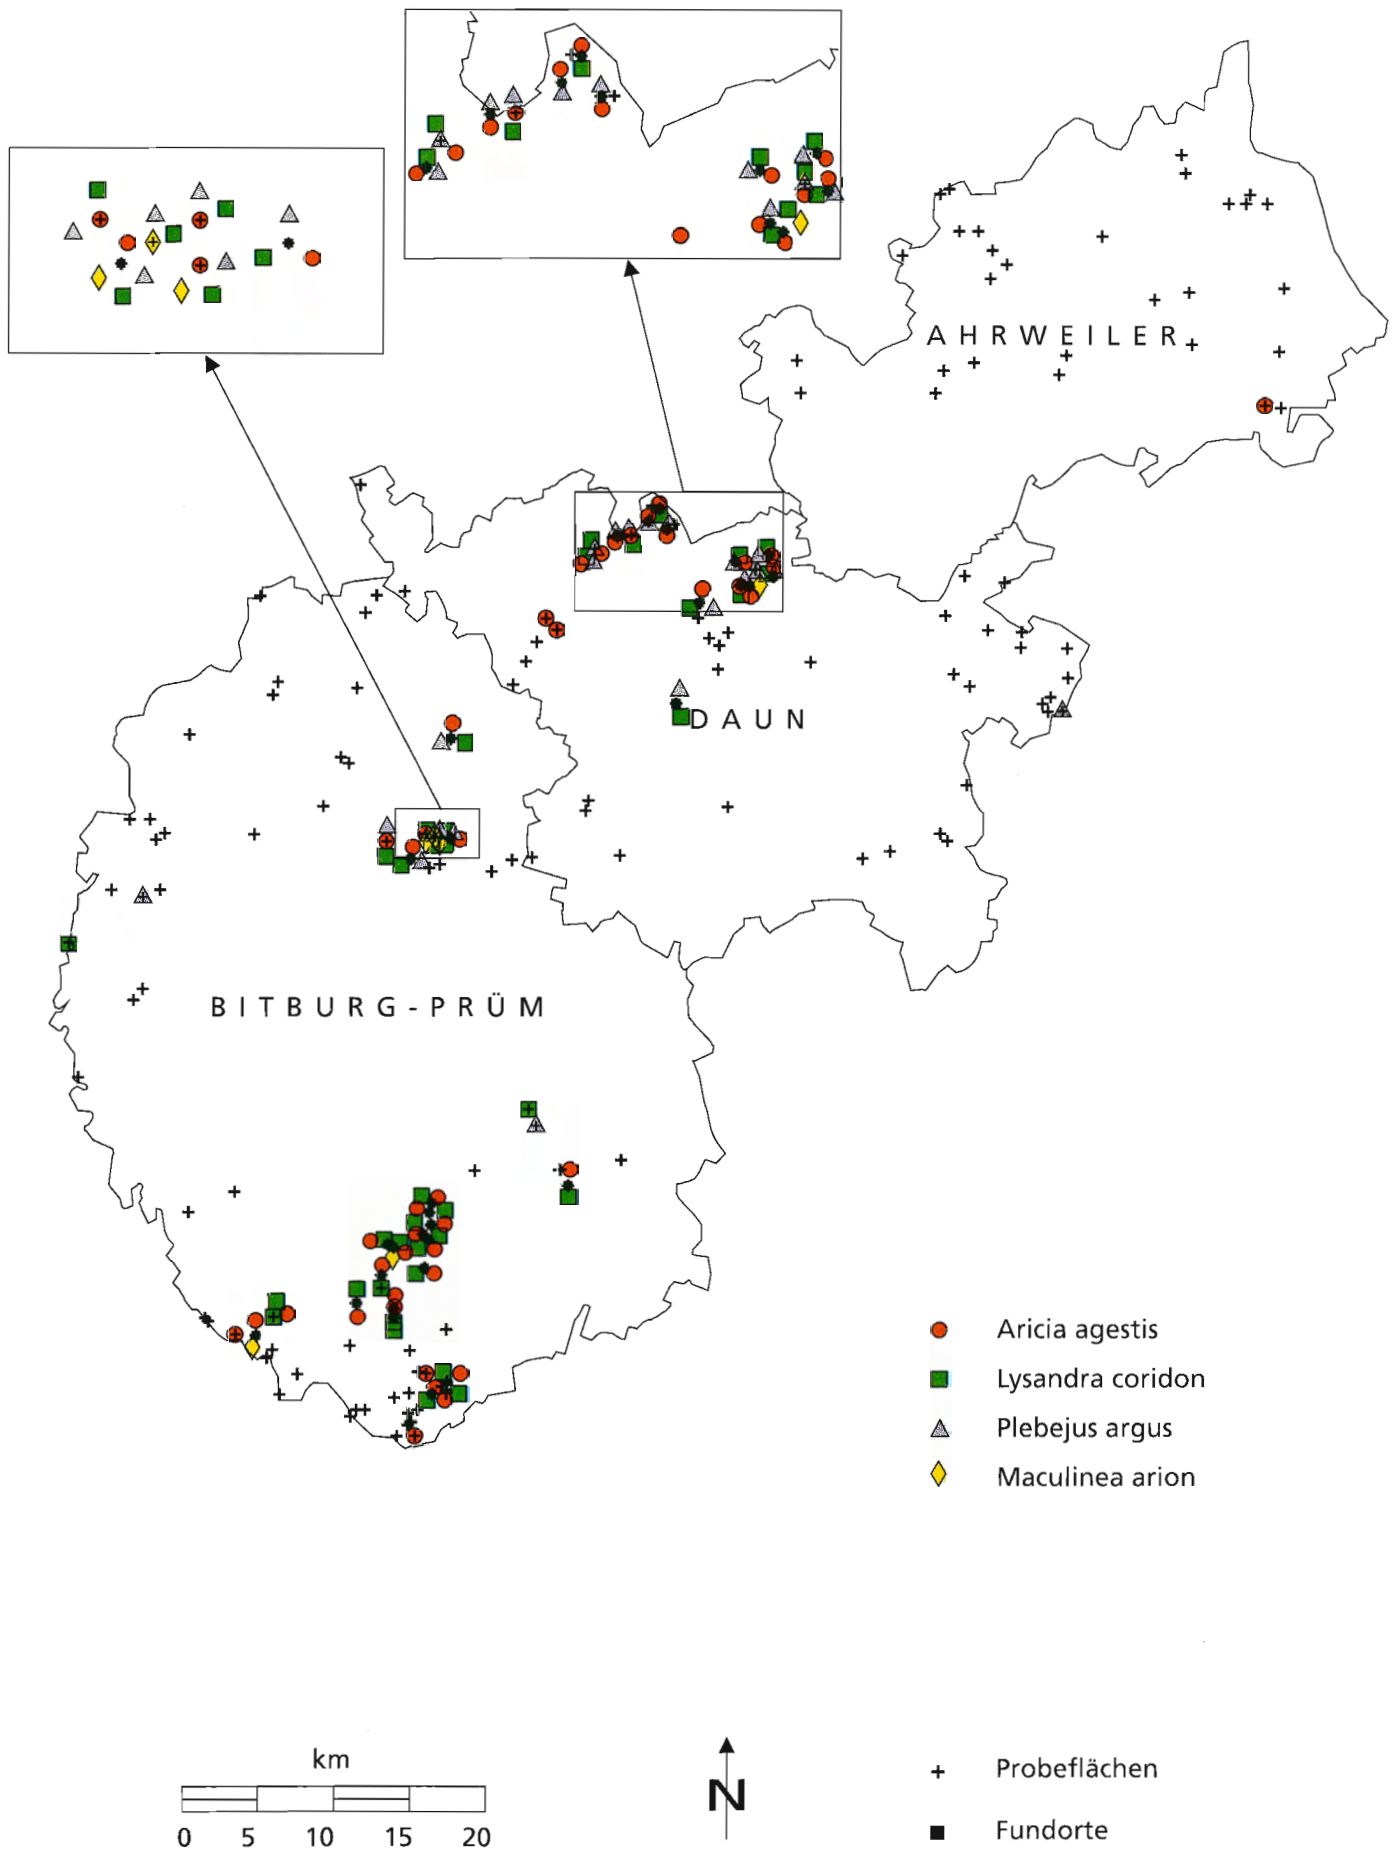 AHRWEILER
DAUN
BITBURG-PRÜM
Aricia agestis
Lysandra coridon
Plebejus argus
Maculinea arion
km
0 5 10 15 20
N
Probeflächen
Fundorte